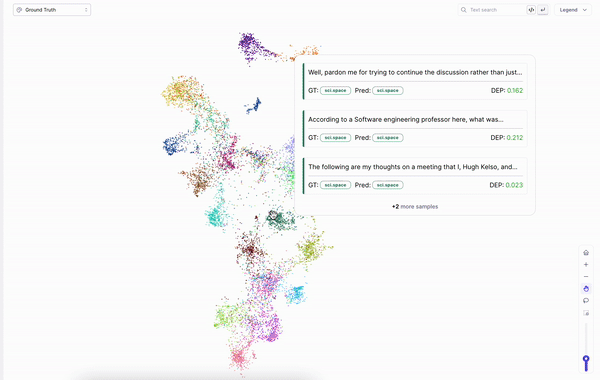 Ground Truth
Text search
Legend
Well, pardon me for trying to continue the discussion rather than just...
GT: sci.space Pred: sci.space DEP: 0.162
According to a Software engineering professor here, what was...
GT: sci.space Pred: sci.space DEP: 0.212
The following are my thoughts on a meeting that I, Hugh Kelso, and...
GT: sci.space Pred: sci.space DEP: 0.023
+2 more samples